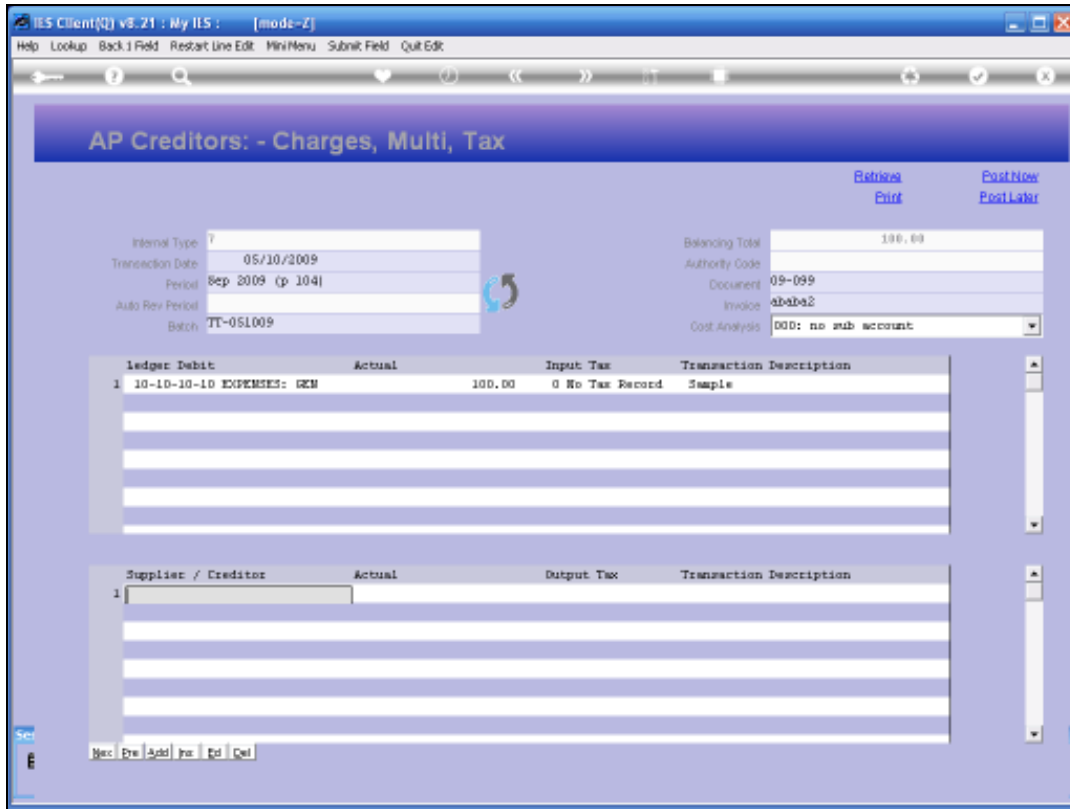 IES Client(Q) v8.21 : My IES : [mode-Z]
Help Lookup Back 1 Field Restart Line Edit MiniMenu Submit Field Quit Edit
AP Creditors: - Charges, Multi, Tax
Retrieve Post Now
Print Post Later
Internal Type 7
Transaction Date 05/10/2009
Period Sep 2009 (p 104)
Auto Rev Period
Batch TT-051009
Balancing Total 100.00
Authority Code
Document 09-099
Invoice ababa2
Cost Analysis 000: no sub account
Ledger Debit Actual Input Tax Transaction Description
1 10-10-10-10 EXPENSES: GEN 100.00 0 No Tax Record Sample
Supplier / Creditor Actual Output Tax Transaction Description
1
Nex Pre Add Ins Ed Del